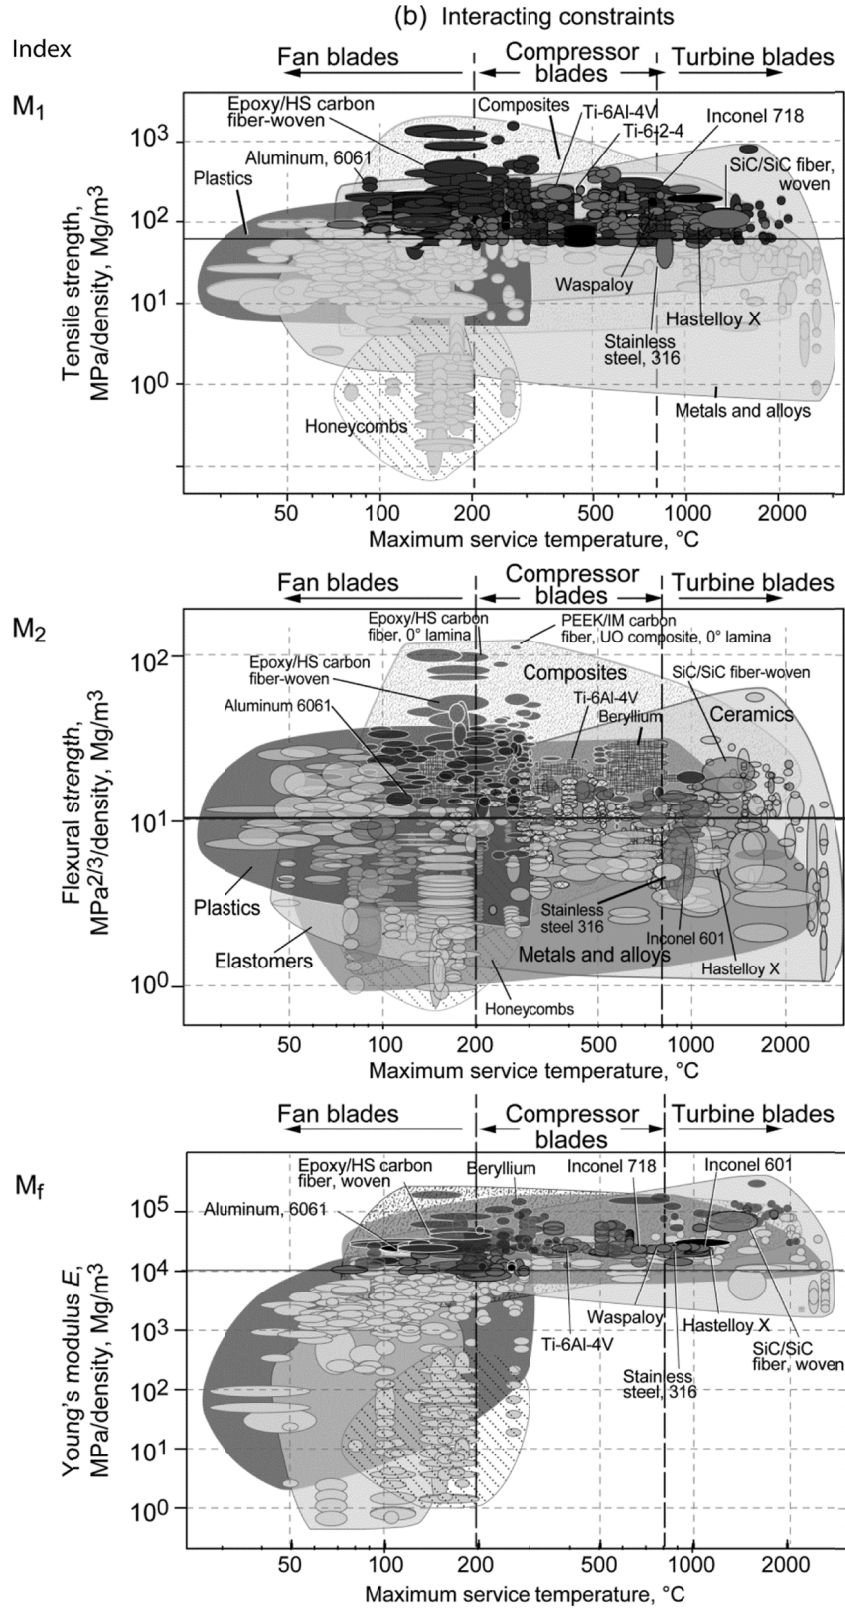 (b) Interacting constraints
Index
Fan blades
Compressor
blades
Turbine blades
M1
Epoxy/HS carbon
fiber-woven
Composites
Ti-6Al-4V
Ti-6-2-4
Inconel 718
Aluminum, 6061
Plastics
SiC/SiC fiber,
woven
Waspaloy
Hastelloy X
Stainless
steel, 316
Honeycombs
Metals and alloys
Tensile strength,
MPa/density, Mg/m3
10³
10²
10¹
10⁰
50 100 200 500 1000 2000
Maximum service temperature, °C
Fan blades
Compressor
blades
Turbine blades
M2
Epoxy/HS carbon
fiber, 0° lamina
PEEK/IM carbon
fiber, UO composite, 0° lamina
Epoxy/HS carbon
fiber-woven
Composites
SiC/SiC fiber-woven
Aluminum 6061
Ti-6Al-4V
Beryllium
Ceramics
Plastics
Elastomers
Stainless
steel 316
Inconel 601
Metals and alloys
Hastelloy X
Honeycombs
Flexural strength,
MPa2/3/density, Mg/m3
10²
10¹
10⁰
50 100 200 500 1000 2000
Maximum service temperature, °C
Fan blades
Compressor
blades
Turbine blades
Mf
Epoxy/HS carbon
fiber, woven
Beryllium
Inconel 718
Inconel 601
Aluminum, 6061
Waspaloy
Hastelloy X
Ti-6Al-4V
SiC/SiC
fiber, woven
Stainless
steel, 316
Young's modulus E,
MPa/density, Mg/m3
10⁵
10⁴
10³
10²
10¹
10⁰
50 100 200 500 1000 2000
Maximum service temperature, °C